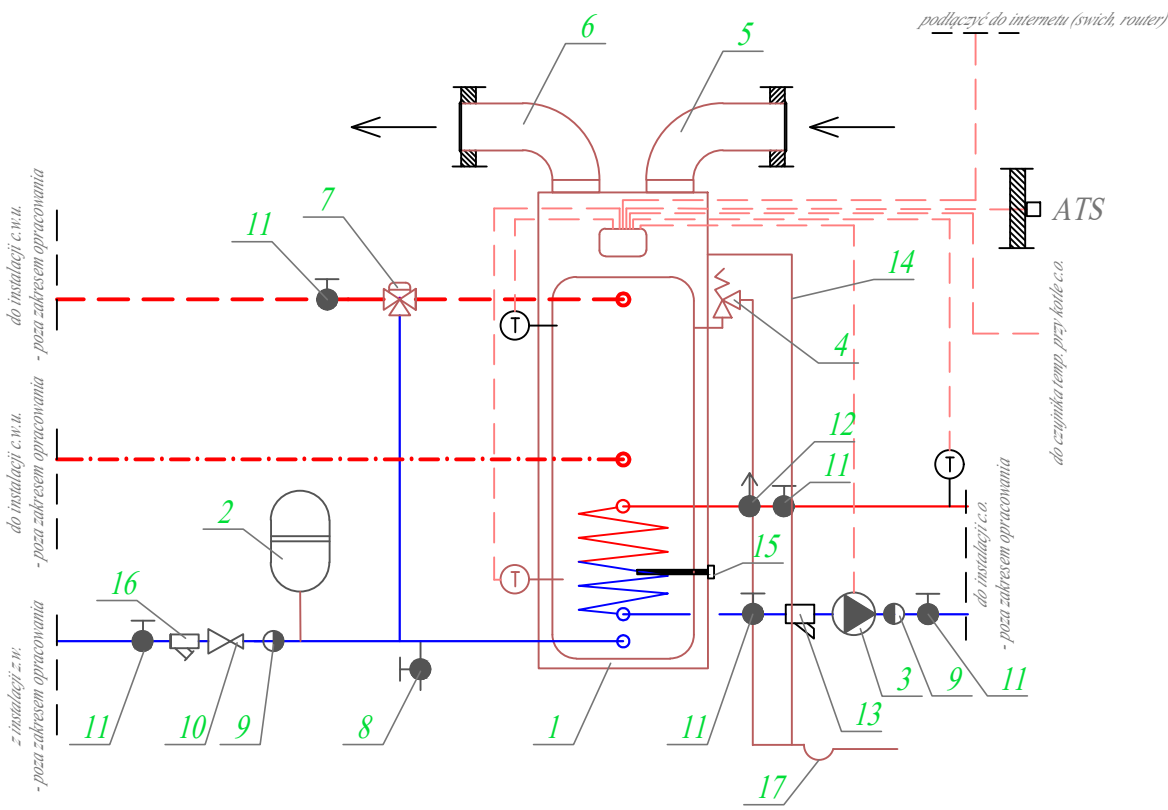 podłączyć do internetu (swich, router)
6
5
ATS
7
11
14
do instalacji c.w.u.
- poza zakresem opracowania
T
4
do czujnika temp. przy kotle c.o.
do instalacji c.w.u.
- poza zakresem opracowania
12
11
T
2
15
do instalacji c.o.
- poza zakresem opracowania
16
T
z instalacji z.w.
- poza zakresem opracowania
11
10
9
8
1
11
13
3
9
11
17